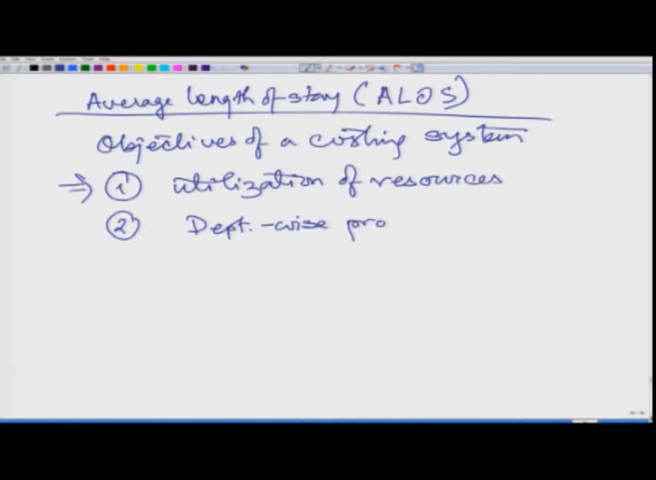 Average length of stay (ALOS)
Objectives of a costing system
⇒ ① utilization of resources
② Dept.-wise pro